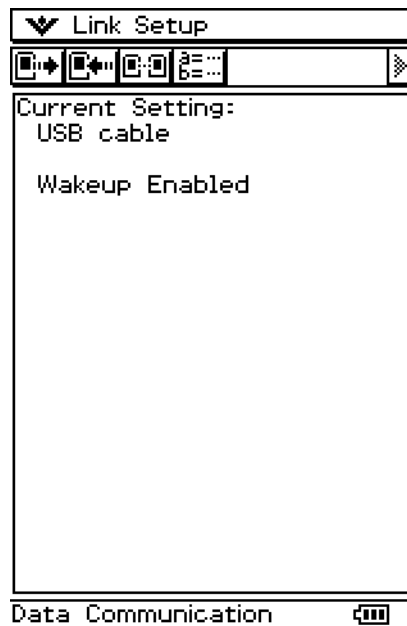 Link Setup
a=
b=
Current Setting:
USB cable
Wakeup Enabled
Data Communication